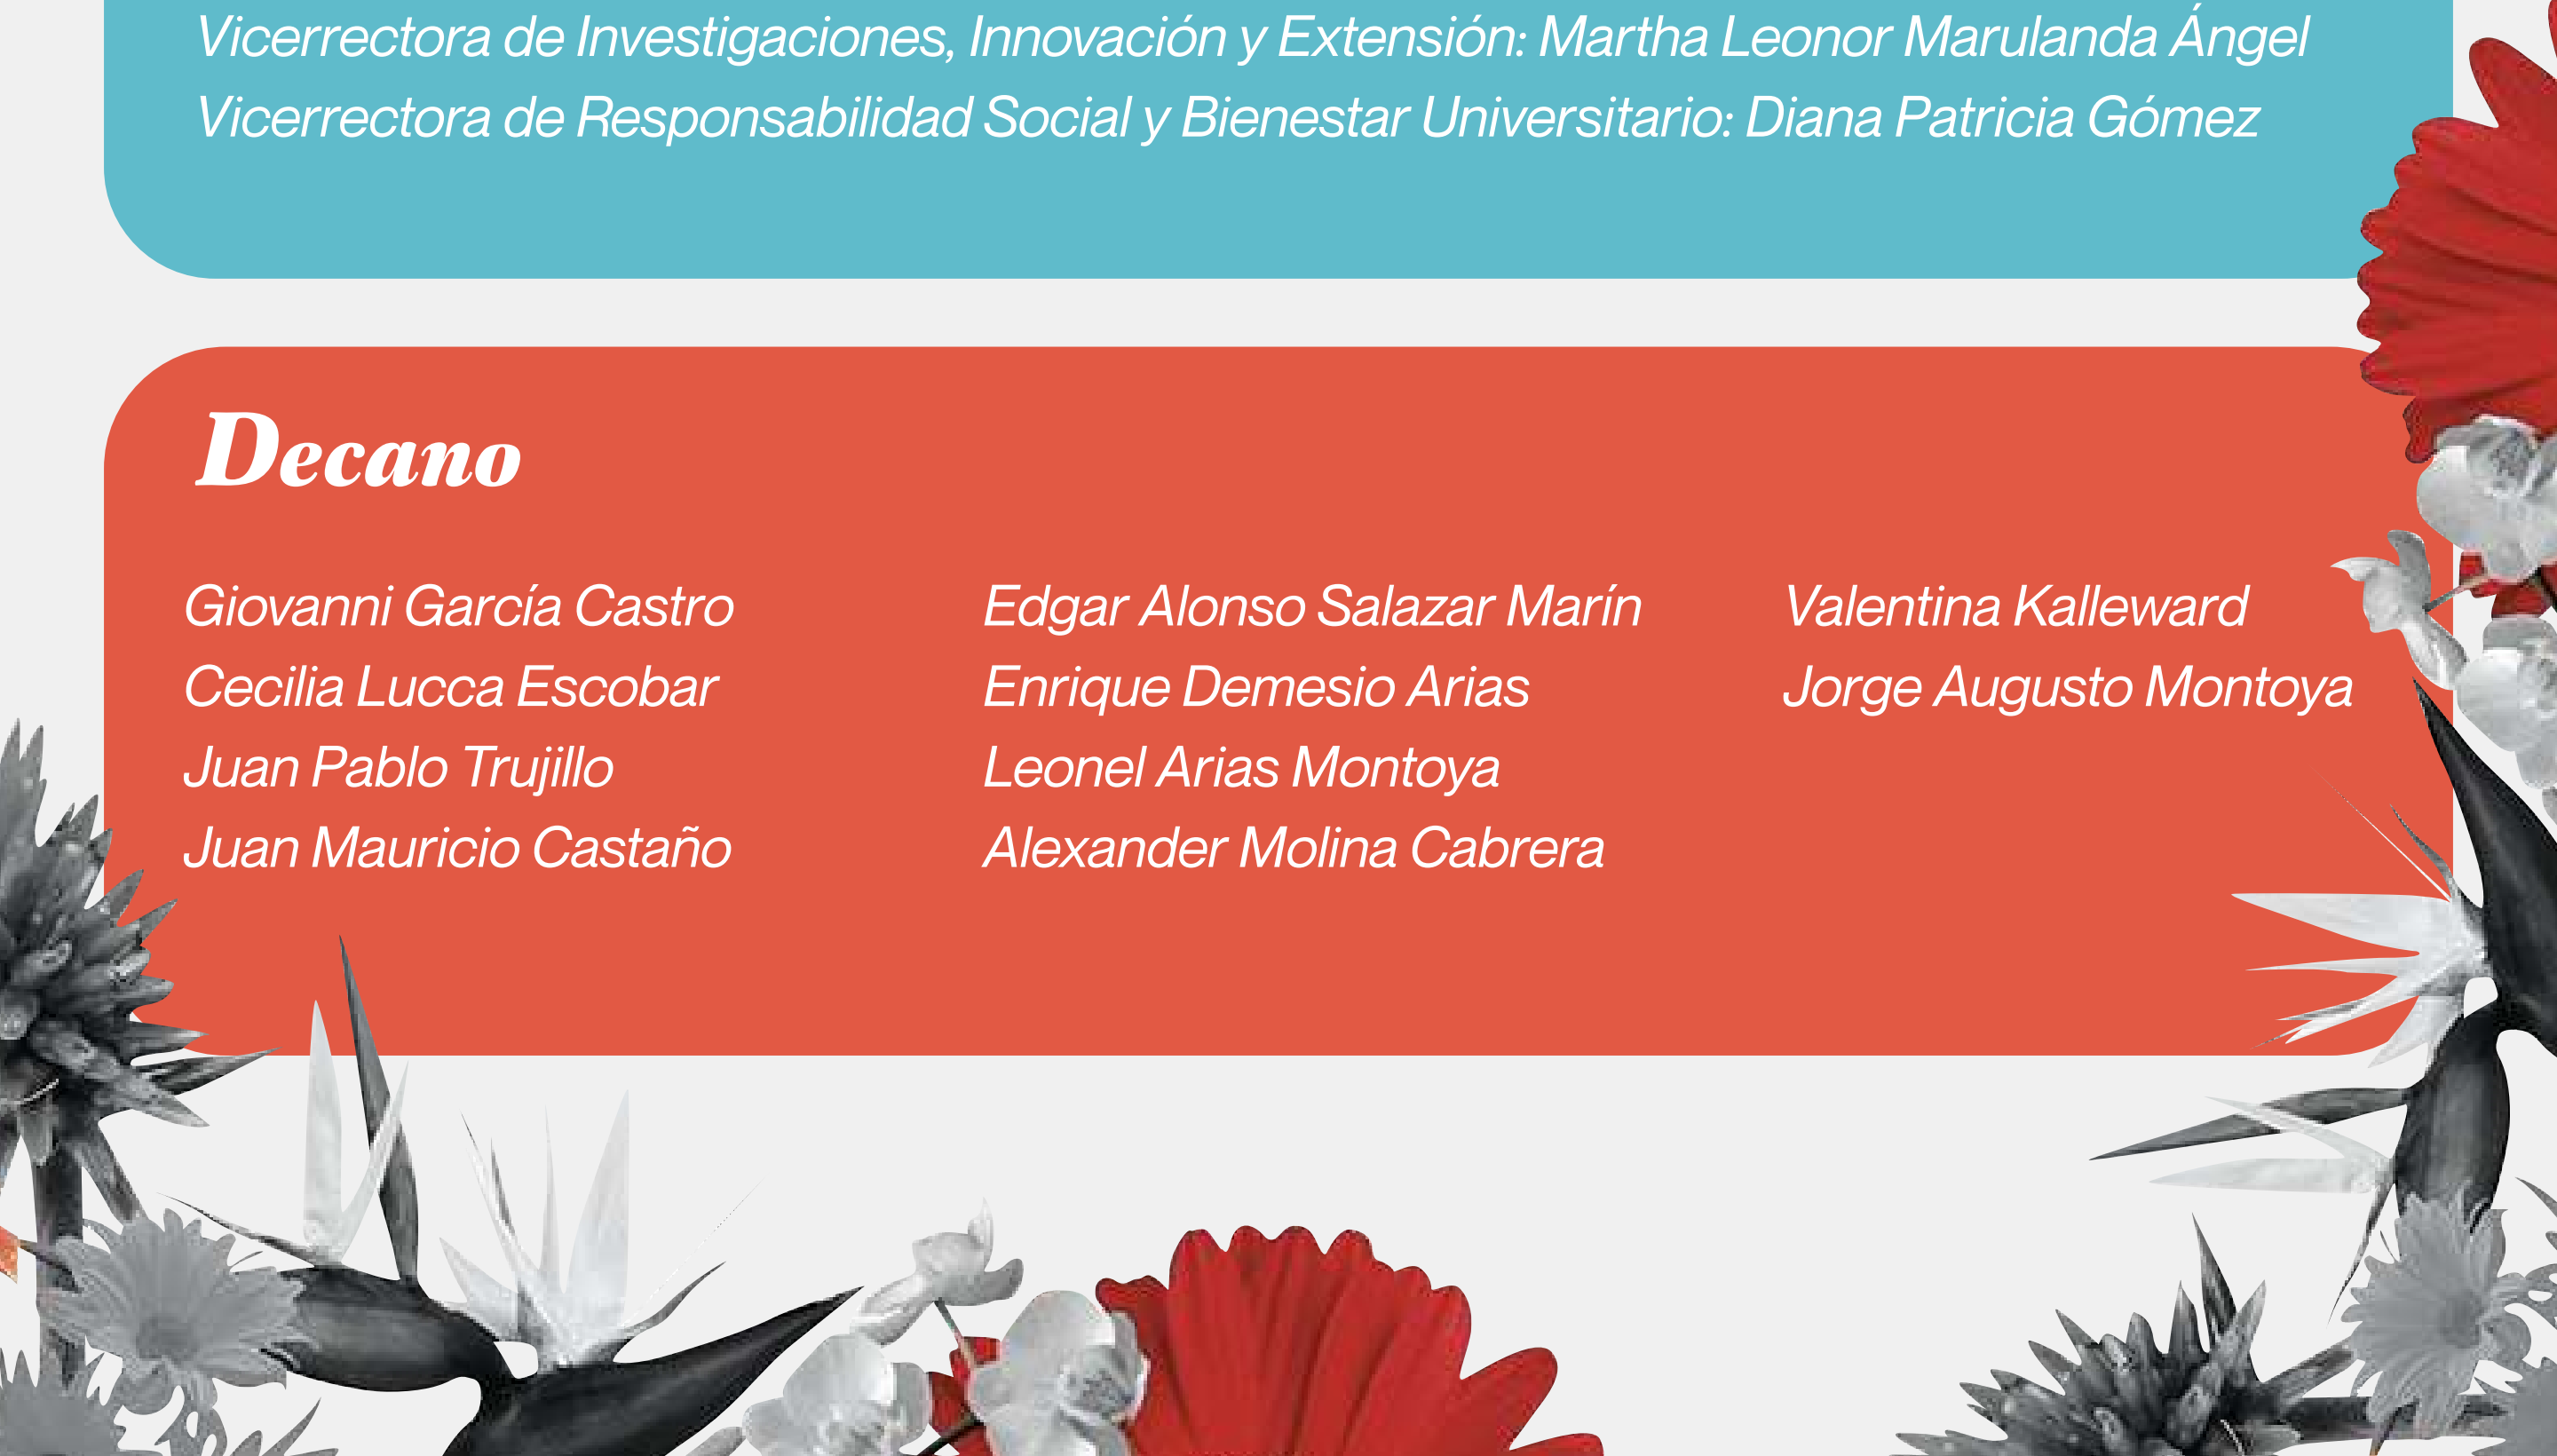 Vicerrectora de Investigaciones, Innovación y Extensión: Martha Leonor Marulanda Ángel
Vicerrectora de Responsabilidad Social y Bienestar Universitario: Diana Patricia Gómez
Decano
Giovanni García Castro
Cecilia Lucca Escobar
Juan Pablo Trujillo
Juan Mauricio Castaño
Edgar Alonso Salazar Marín
Enrique Demesio Arias
Leonel Arias Montoya
Alexander Molina Cabrera
Valentina Kalleward
Jorge Augusto Montoya